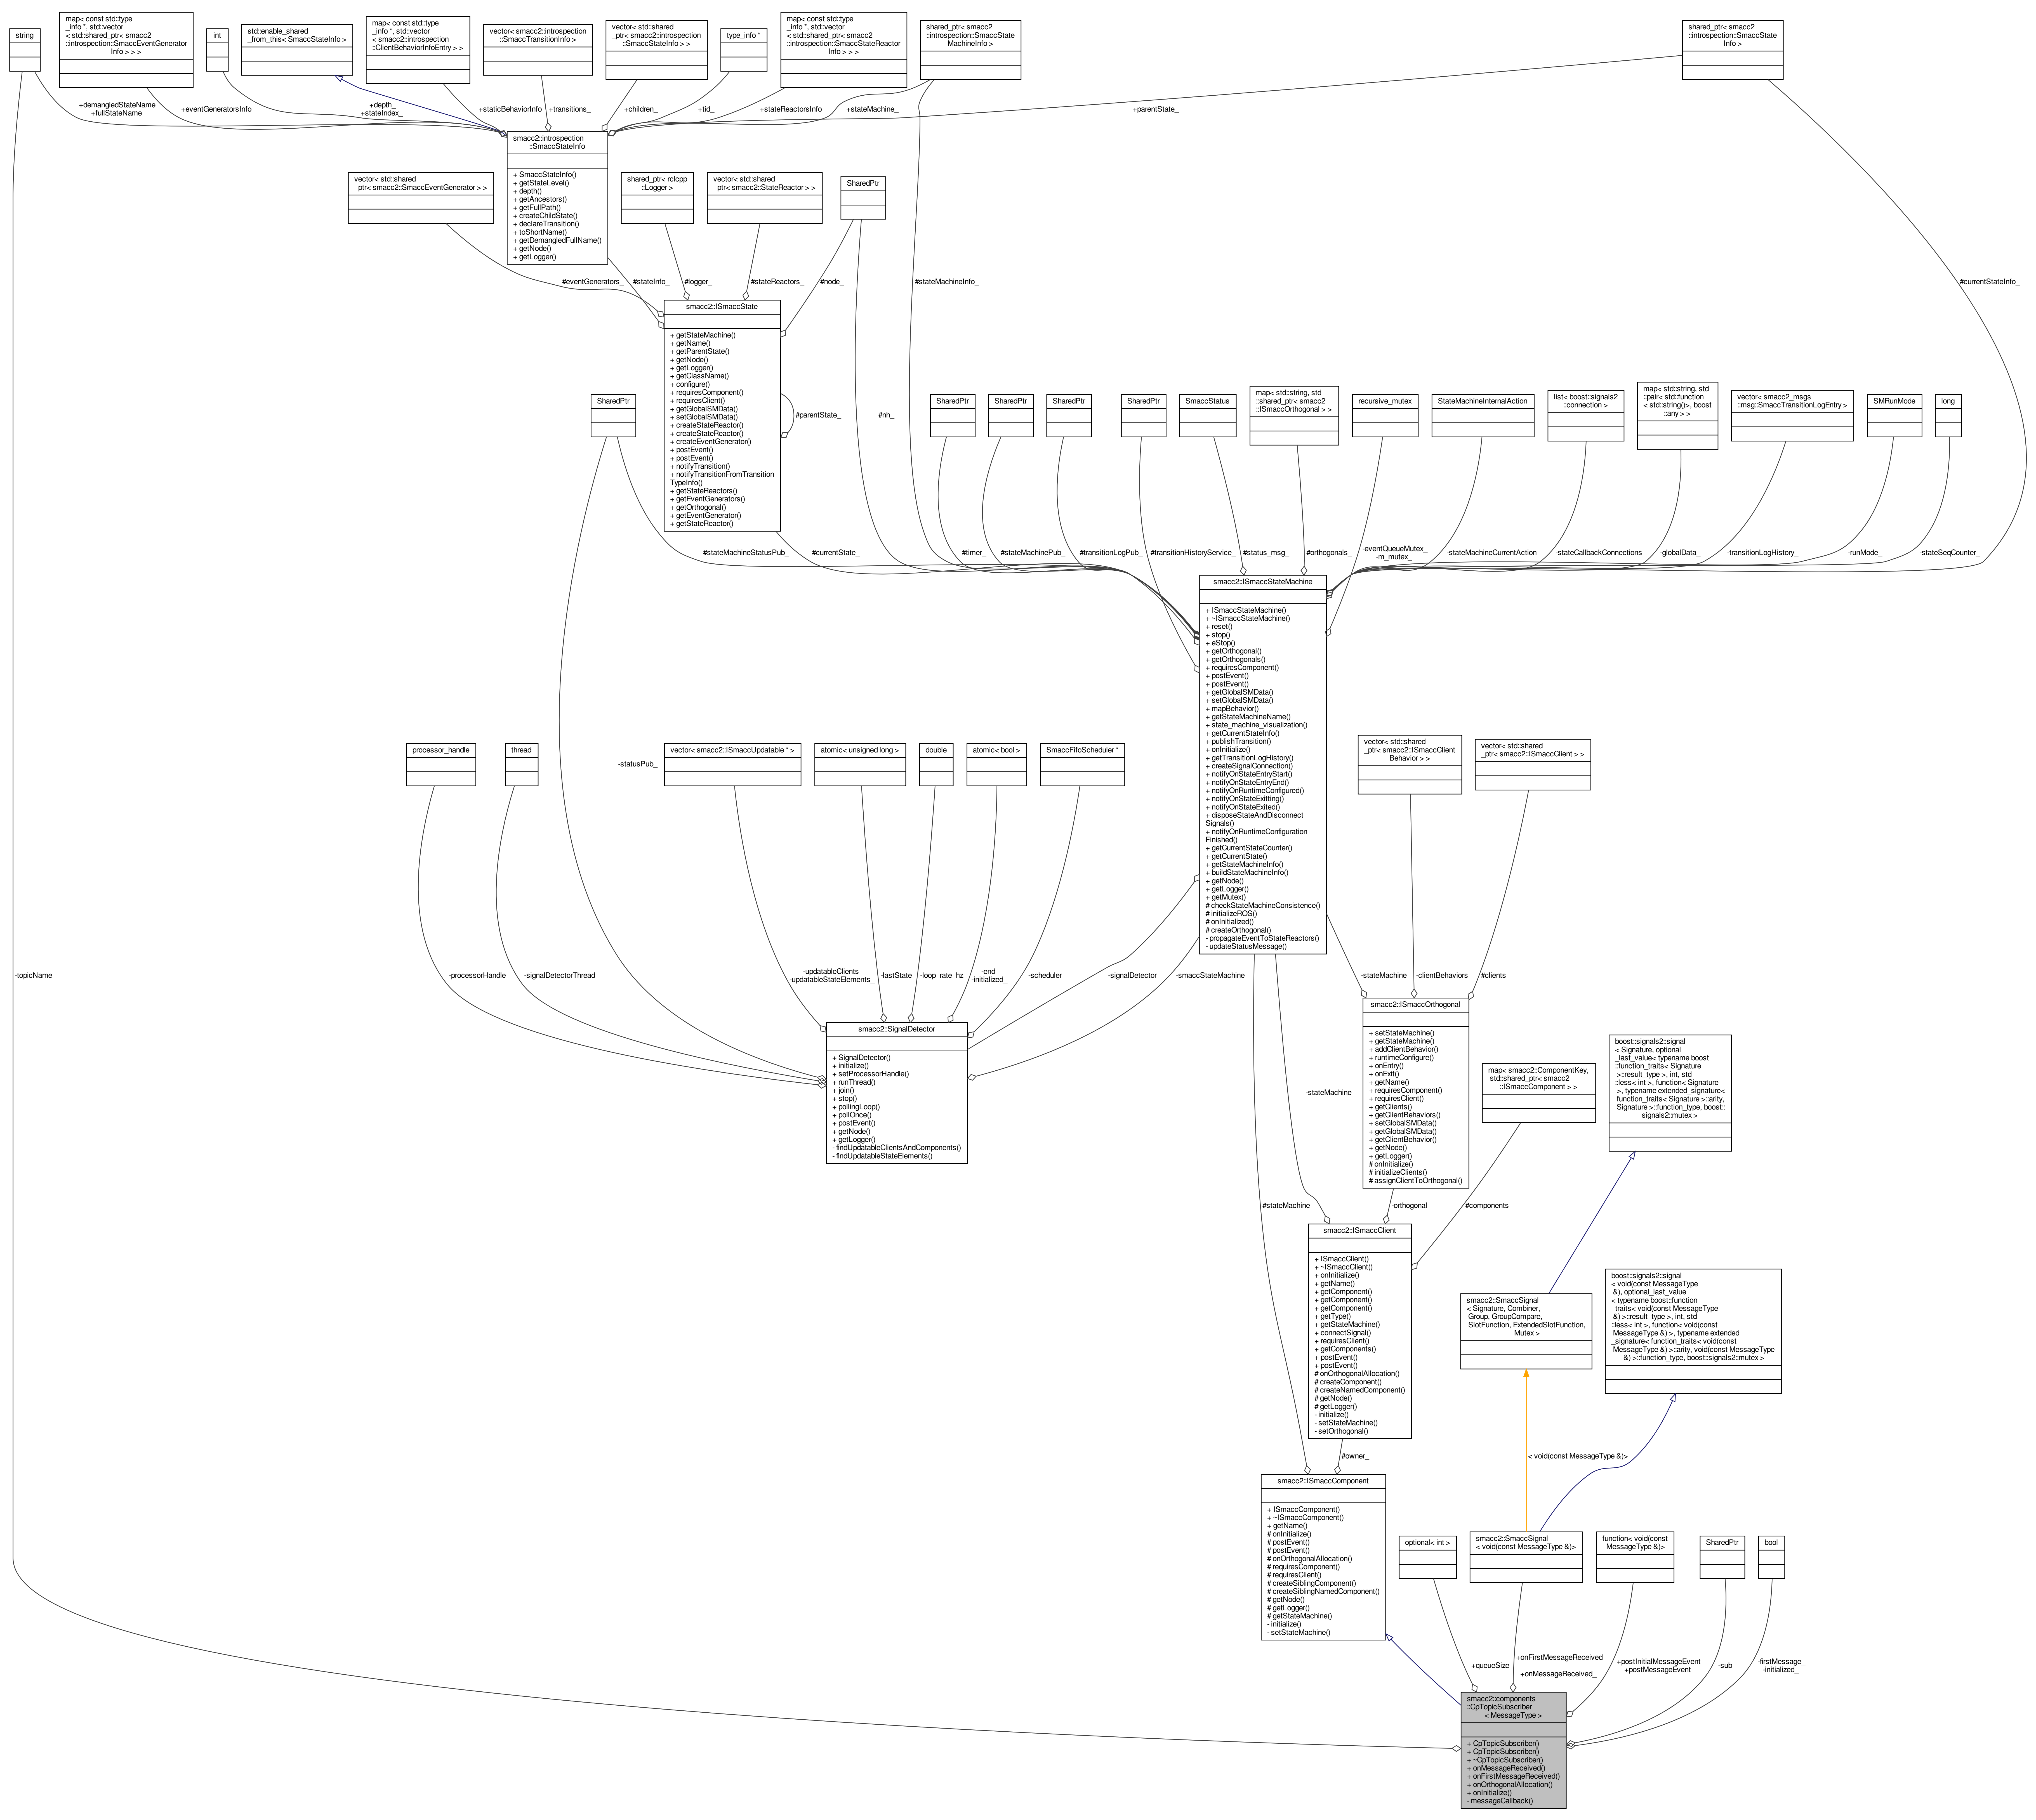 string
map< const std::type
_info *, std::vector
< std::shared_ptr< smacc2
::introspection::SmaccEventGenerator
Info > > >
int
std::enable_shared
_from_this< SmaccStateInfo >
map< const std::type
_info *, std::vector
< smacc2::introspection
::ClientBehaviorInfoEntry > >
vector< smacc2::introspection
::SmaccTransitionInfo >
vector< std::shared
_ptr< smacc2::introspection
::SmaccStateInfo > >
type_info *
map< const std::type
_info *, std::vector
< std::shared_ptr< smacc2
::introspection::SmaccStateReactor
Info > > >
shared_ptr< smacc2
::introspection::SmaccState
MachineInfo >
shared_ptr< smacc2
::introspection::SmaccState
Info >
+demangledStateName
+fullStateName
+eventGeneratorsInfo
+depth_
+stateIndex_
+staticBehaviorInfo
+transitions_
+children_
+tid_
+stateReactorsInfo
+stateMachine_
+parentState_
smacc2::introspection
::SmaccStateInfo
+ SmaccStateInfo()
+ getStateLevel()
+ depth()
+ getAncestors()
+ getFullPath()
+ createChildState()
+ declareTransition()
+ toShortName()
+ getDemangledFullName()
+ getNode()
+ getLogger()
vector< std::shared
_ptr< smacc2::SmaccEventGenerator > >
shared_ptr< rclcpp
::Logger >
vector< std::shared
_ptr< smacc2::StateReactor > >
SharedPtr
#eventGenerators_
#stateInfo_
#logger_
#stateReactors_
#node_
#stateMachineInfo_
#currentStateInfo_
smacc2::ISmaccState
+ getStateMachine()
+ getName()
+ getParentState()
+ getNode()
+ getLogger()
+ getClassName()
+ configure()
+ requiresComponent()
+ requiresClient()
+ getGlobalSMData()
+ setGlobalSMData()
+ createStateReactor()
+ createStateReactor()
+ createEventGenerator()
+ postEvent()
+ postEvent()
+ notifyTransition()
+ notifyTransitionFromTransition
TypeInfo()
+ getStateReactors()
+ getEventGenerators()
+ getOrthogonal()
+ getEventGenerator()
+ getStateReactor()
#parentState_
#nh_
SharedPtr
SharedPtr
SharedPtr
SharedPtr
SharedPtr
SmaccStatus
map< std::string, std
::shared_ptr< smacc2
::ISmaccOrthogonal > >
recursive_mutex
StateMachineInternalAction
list< boost::signals2
::connection >
map< std::string, std
::pair< std::function
< std::string()>, boost
::any > >
vector< smacc2_msgs
::msg::SmaccTransitionLogEntry >
SMRunMode
long
#stateMachineStatusPub_
#currentState_
#timer_
#stateMachinePub_
#transitionLogPub_
#transitionHistoryService_
#status_msg_
#orthogonals_
-eventQueueMutex_
-m_mutex_
-stateMachineCurrentAction
-stateCallbackConnections
-globalData_
-transitionLogHistory_
-runMode_
-stateSeqCounter_
smacc2::ISmaccStateMachine
+ ISmaccStateMachine()
+ ~ISmaccStateMachine()
+ reset()
+ stop()
+ eStop()
+ getOrthogonal()
+ getOrthogonals()
+ requiresComponent()
+ postEvent()
+ postEvent()
+ getGlobalSMData()
+ setGlobalSMData()
+ mapBehavior()
+ getStateMachineName()
+ state_machine_visualization()
+ getCurrentStateInfo()
+ publishTransition()
+ onInitialize()
+ getTransitionLogHistory()
+ createSignalConnection()
+ notifyOnStateEntryStart()
+ notifyOnStateEntryEnd()
+ notifyOnRuntimeConfigured()
+ notifyOnStateExitting()
+ notifyOnStateExited()
+ disposeStateAndDisconnect
Signals()
+ notifyOnRuntimeConfiguration
Finished()
+ getCurrentStateCounter()
+ getCurrentState()
+ getStateMachineInfo()
+ buildStateMachineInfo()
+ getNode()
+ getLogger()
+ getMutex()
# checkStateMachineConsistence()
# initializeROS()
# onInitialized()
# createOrthogonal()
- propagateEventToStateReactors()
- updateStatusMessage()
processor_handle
thread
-statusPub_
vector< smacc2::ISmaccUpdatable * >
atomic< unsigned long >
double
atomic< bool >
SmaccFifoScheduler *
vector< std::shared
_ptr< smacc2::ISmaccClient
Behavior > >
vector< std::shared
_ptr< smacc2::ISmaccClient > >
-topicName_
-processorHandle_
-signalDetectorThread_
-updatableClients_
-updatableStateElements_
-lastState_
-loop_rate_hz
-end_
-initialized_
-scheduler_
-signalDetector_
-smaccStateMachine_
-stateMachine_
-clientBehaviors_
#clients_
smacc2::SignalDetector
+ SignalDetector()
+ initialize()
+ setProcessorHandle()
+ runThread()
+ join()
+ stop()
+ pollingLoop()
+ pollOnce()
+ postEvent()
+ getNode()
+ getLogger()
- findUpdatableClientsAndComponents()
- findUpdatableStateElements()
smacc2::ISmaccOrthogonal
+ setStateMachine()
+ getStateMachine()
+ addClientBehavior()
+ runtimeConfigure()
+ onEntry()
+ onExit()
+ getName()
+ requiresComponent()
+ requiresClient()
+ getClients()
+ getClientBehaviors()
+ setGlobalSMData()
+ getGlobalSMData()
+ getClientBehavior()
+ getNode()
+ getLogger()
# onInitialize()
# initializeClients()
# assignClientToOrthogonal()
map< smacc2::ComponentKey,
std::shared_ptr< smacc2
::ISmaccComponent > >
boost::signals2::signal
< Signature, optional
_last_value< typename boost
::function_traits< Signature
>::result_type >, int, std
::less< int >, function< Signature
>, typename extended_signature<
function_traits< Signature >::arity,
Signature >::function_type, boost::
signals2::mutex >
-stateMachine_
#stateMachine_
-orthogonal_
#components_
smacc2::ISmaccClient
+ ISmaccClient()
+ ~ISmaccClient()
+ onInitialize()
+ getName()
+ getComponent()
+ getComponent()
+ getComponent()
+ getType()
+ getStateMachine()
+ connectSignal()
+ requiresClient()
+ getComponents()
+ postEvent()
+ postEvent()
# onOrthogonalAllocation()
# createComponent()
# createNamedComponent()
# getNode()
# getLogger()
- initialize()
- setStateMachine()
- setOrthogonal()
smacc2::SmaccSignal
< Signature, Combiner,
Group, GroupCompare,
SlotFunction, ExtendedSlotFunction,
Mutex >
boost::signals2::signal
< void(const MessageType
&), optional_last_value
< typename boost::function
_traits< void(const MessageType
&) >::result_type >, int, std
::less< int >, function< void(const
MessageType &) >, typename extended
_signature< function_traits< void(const
MessageType &) >::arity, void(const MessageType
&) >::function_type, boost::signals2::mutex >
#owner_
< void(const MessageType &)>
smacc2::ISmaccComponent
+ ISmaccComponent()
+ ~ISmaccComponent()
+ getName()
# onInitialize()
# postEvent()
# postEvent()
# onOrthogonalAllocation()
# requiresComponent()
# requiresClient()
# createSiblingComponent()
# createSiblingNamedComponent()
# getNode()
# getLogger()
# getStateMachine()
- initialize()
- setStateMachine()
optional< int >
smacc2::SmaccSignal
< void(const MessageType &)>
function< void(const
MessageType &)>
SharedPtr
bool
+queueSize
+onFirstMessageReceived
_
+onMessageReceived_
+postInitialMessageEvent
+postMessageEvent
-sub_
-firstMessage_
-initialized_
smacc2::components
::CpTopicSubscriber
< MessageType >
+ CpTopicSubscriber()
+ CpTopicSubscriber()
+ ~CpTopicSubscriber()
+ onMessageReceived()
+ onFirstMessageReceived()
+ onOrthogonalAllocation()
+ onInitialize()
- messageCallback()